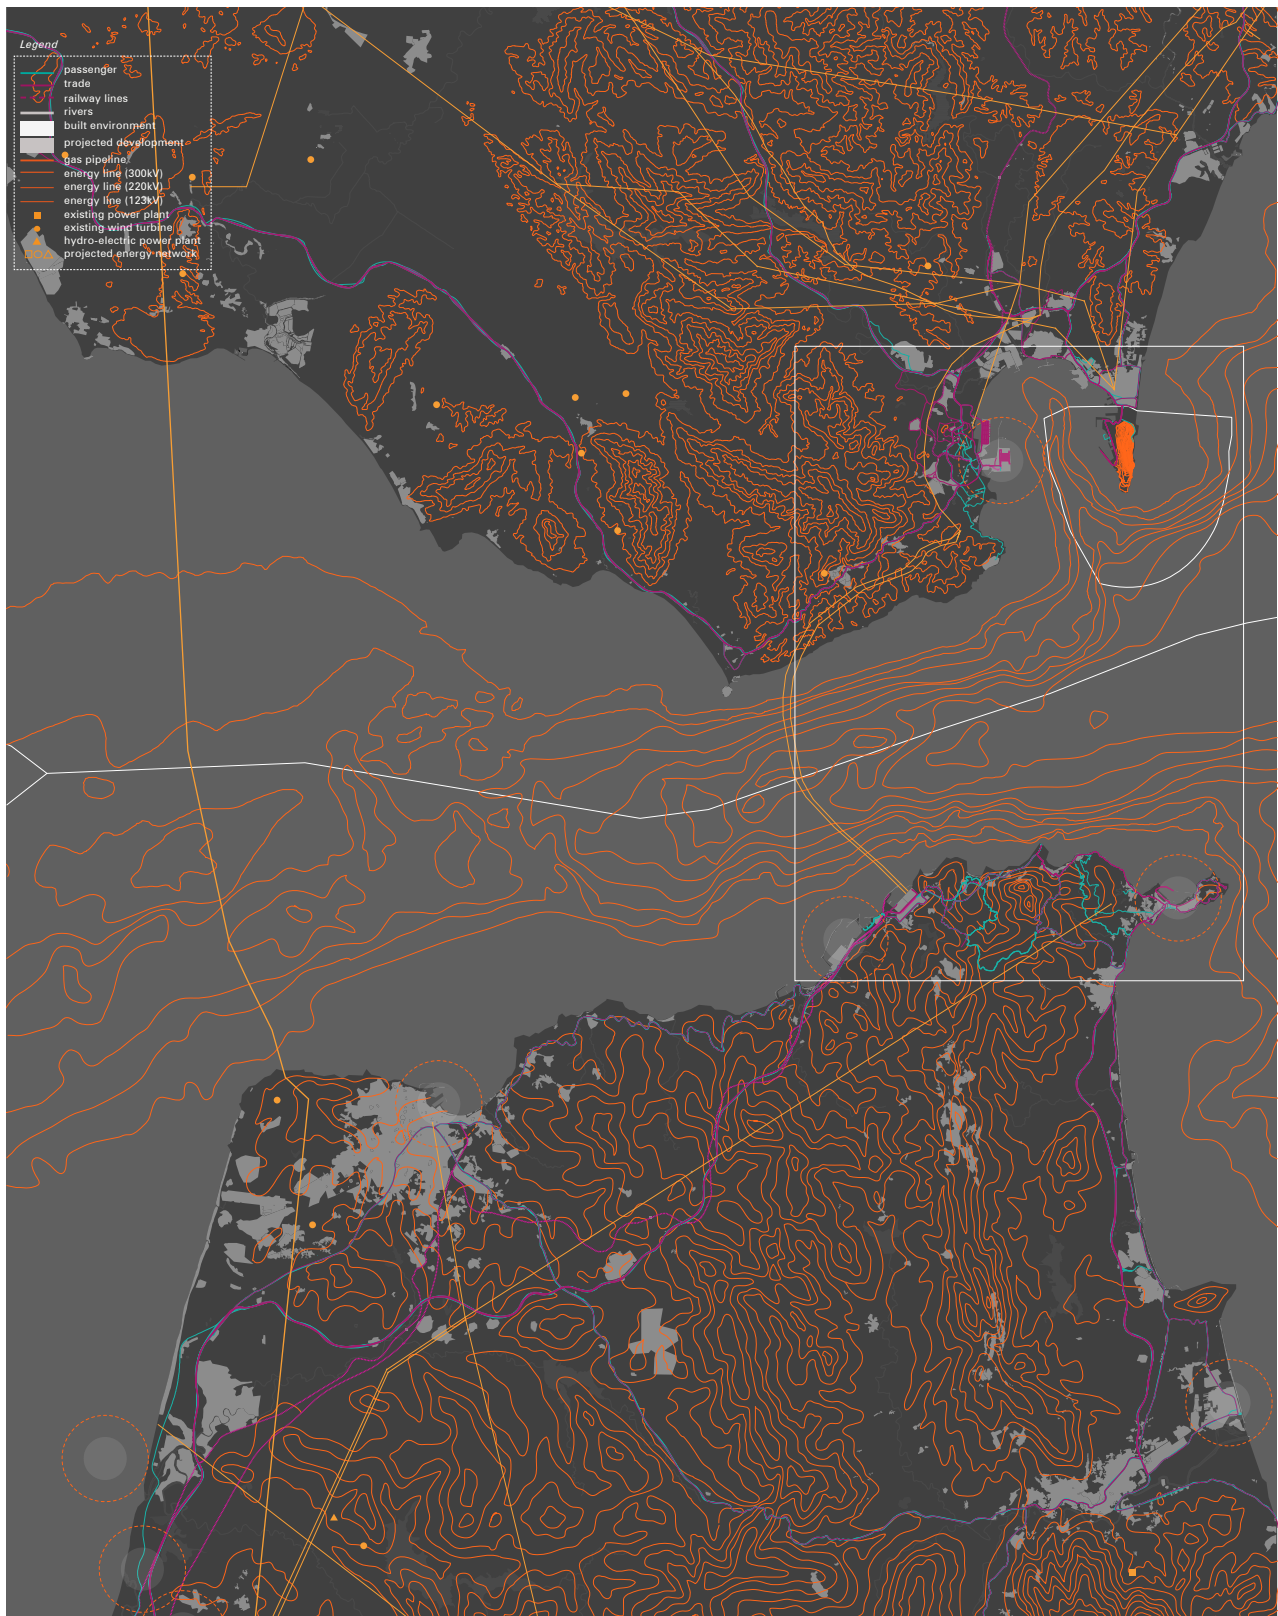 Legend
passenger
trade
railway lines
rivers
built environment
projected development
gas pipeline
energy line (300kV)
energy line (220kV)
energy line (123kV)
existing power plant
existing wind turbine
hydro-electric power plant
projected energy network